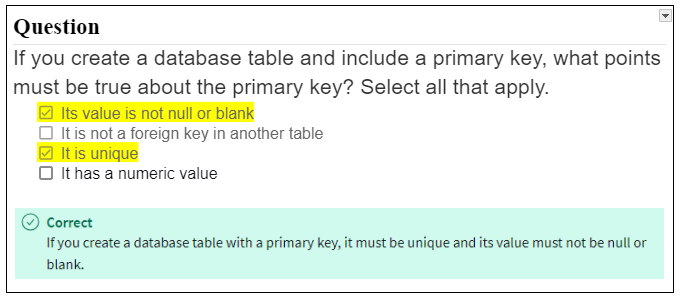 Question
If you create a database table and include a primary key, what points
must be true about the primary key? Select all that apply.
Its value is not null or blank
It is not a foreign key in another table
It is unique
It has a numeric value
Correct
If you create a database table with a primary key, it must be unique and its value must not be null or
blank.